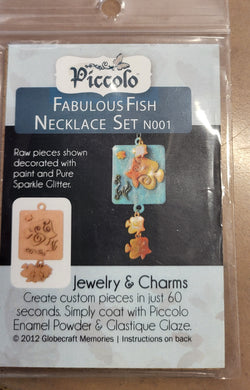 Piccolo
FABULOUS FISH
NECKLACE SET N001
Raw pieces shown
decorated with
paint and Pure
Sparkle Glitter.
Jewelry & Charms
Create custom pieces in just 60
seconds. Simply coat with Piccolo
Enamel Powder & Glastique Glaze.
© 2012 Globecraft Memories | Instructions on back